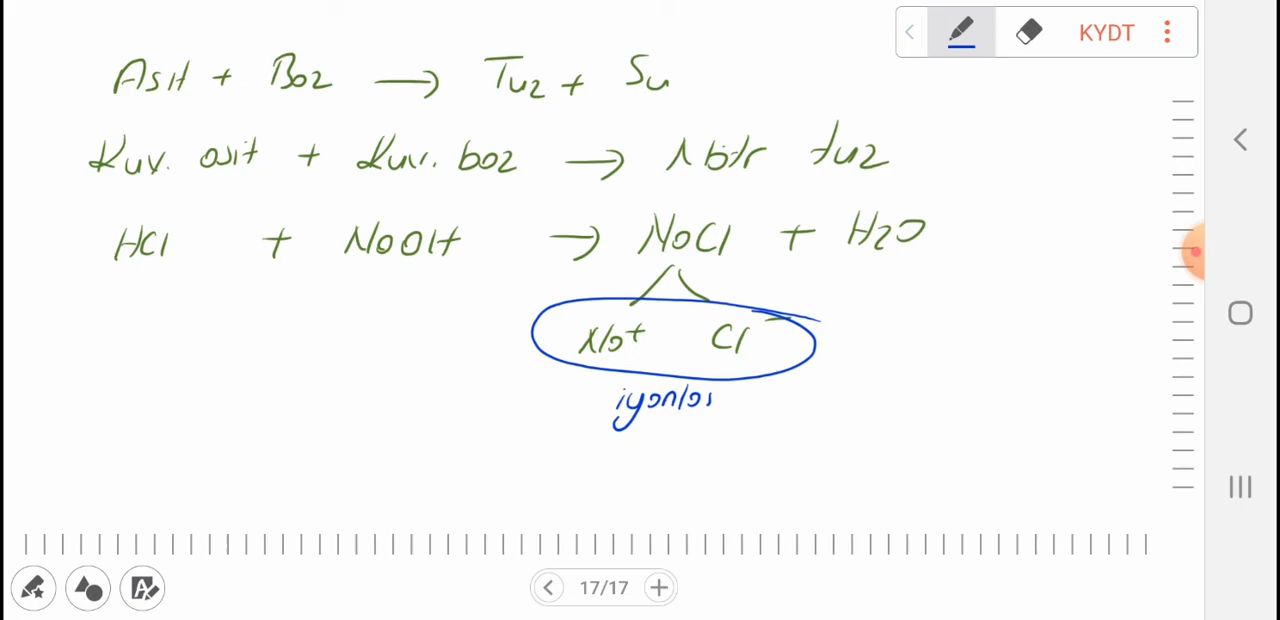 KYDT
Asit + Baz → Tuz + Su
Kuv. asit + Kuv. baz → Nötr tuz
HCl + NaOH → NaCl + H2O
Na+ Cl-
iyonlaş
17/17